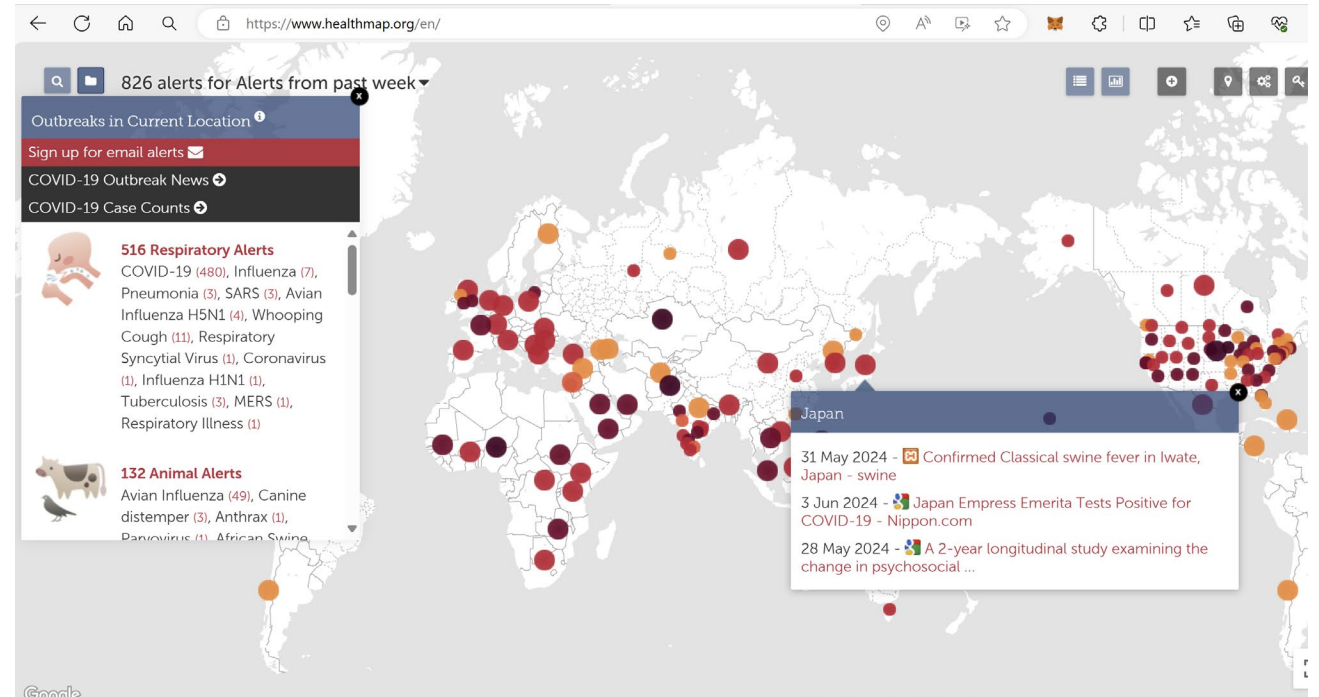 https://www.healthmap.org/en/
826 alerts for Alerts from past week
Outbreaks in Current Location
Sign up for email alerts
COVID-19 Outbreak News
COVID-19 Case Counts
516 Respiratory Alerts
COVID-19 (480), Influenza (7),
Pneumonia (3), SARS (3), Avian
Influenza H5N1 (4), Whooping
Cough (11), Respiratory
Syncytial Virus (1), Coronavirus
(1), Influenza H1N1 (1),
Tuberculosis (3), MERS (1),
Respiratory Illness (1)
132 Animal Alerts
Avian Influenza (49), Canine
distemper (3), Anthrax (1),
Parvovirus (1), African Swine
Japan
31 May 2024 - Confirmed Classical swine fever in Iwate,
Japan - swine
3 Jun 2024 - Japan Empress Emerita Tests Positive for
COVID-19 - Nippon.com
28 May 2024 - A 2-year longitudinal study examining the
change in psychosocial ...
Google